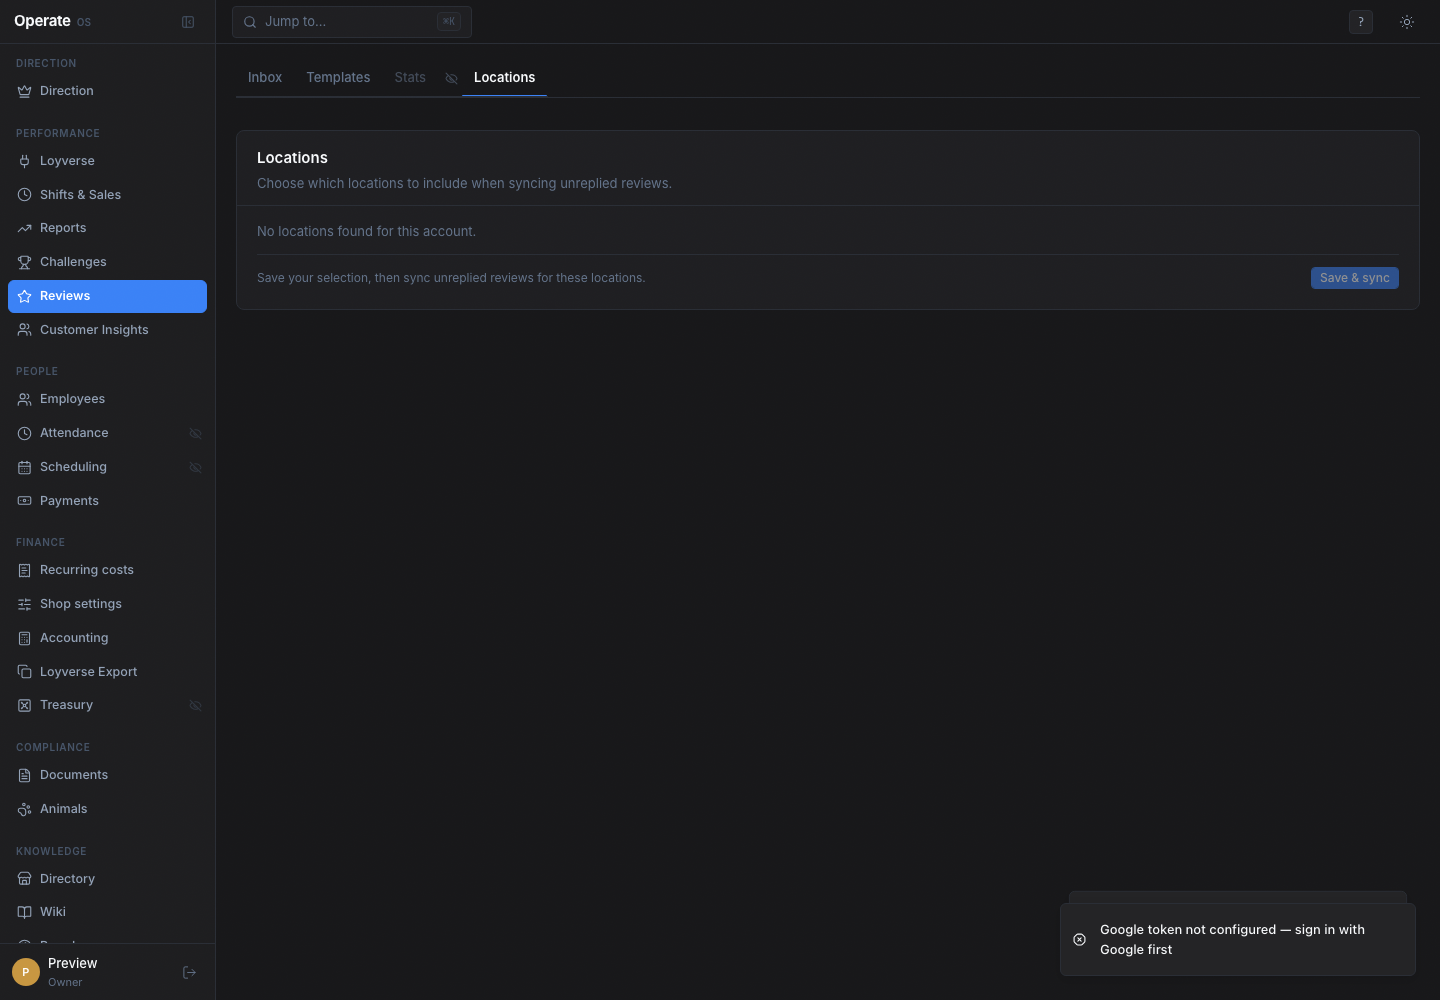 Operate OS
Jump to...
⌘K
?
DIRECTION
Direction
PERFORMANCE
Loyverse
Shifts & Sales
Reports
Challenges
Reviews
Customer Insights
PEOPLE
Employees
Attendance
Scheduling
Payments
FINANCE
Recurring costs
Shop settings
Accounting
Loyverse Export
Treasury
COMPLIANCE
Documents
Animals
KNOWLEDGE
Directory
Wiki
P
Preview
Owner
Inbox
Templates
Stats
Locations
Locations
Choose which locations to include when syncing unreplied reviews.
No locations found for this account.
Save your selection, then sync unreplied reviews for these locations.
Save & sync
Google token not configured — sign in with
Google first